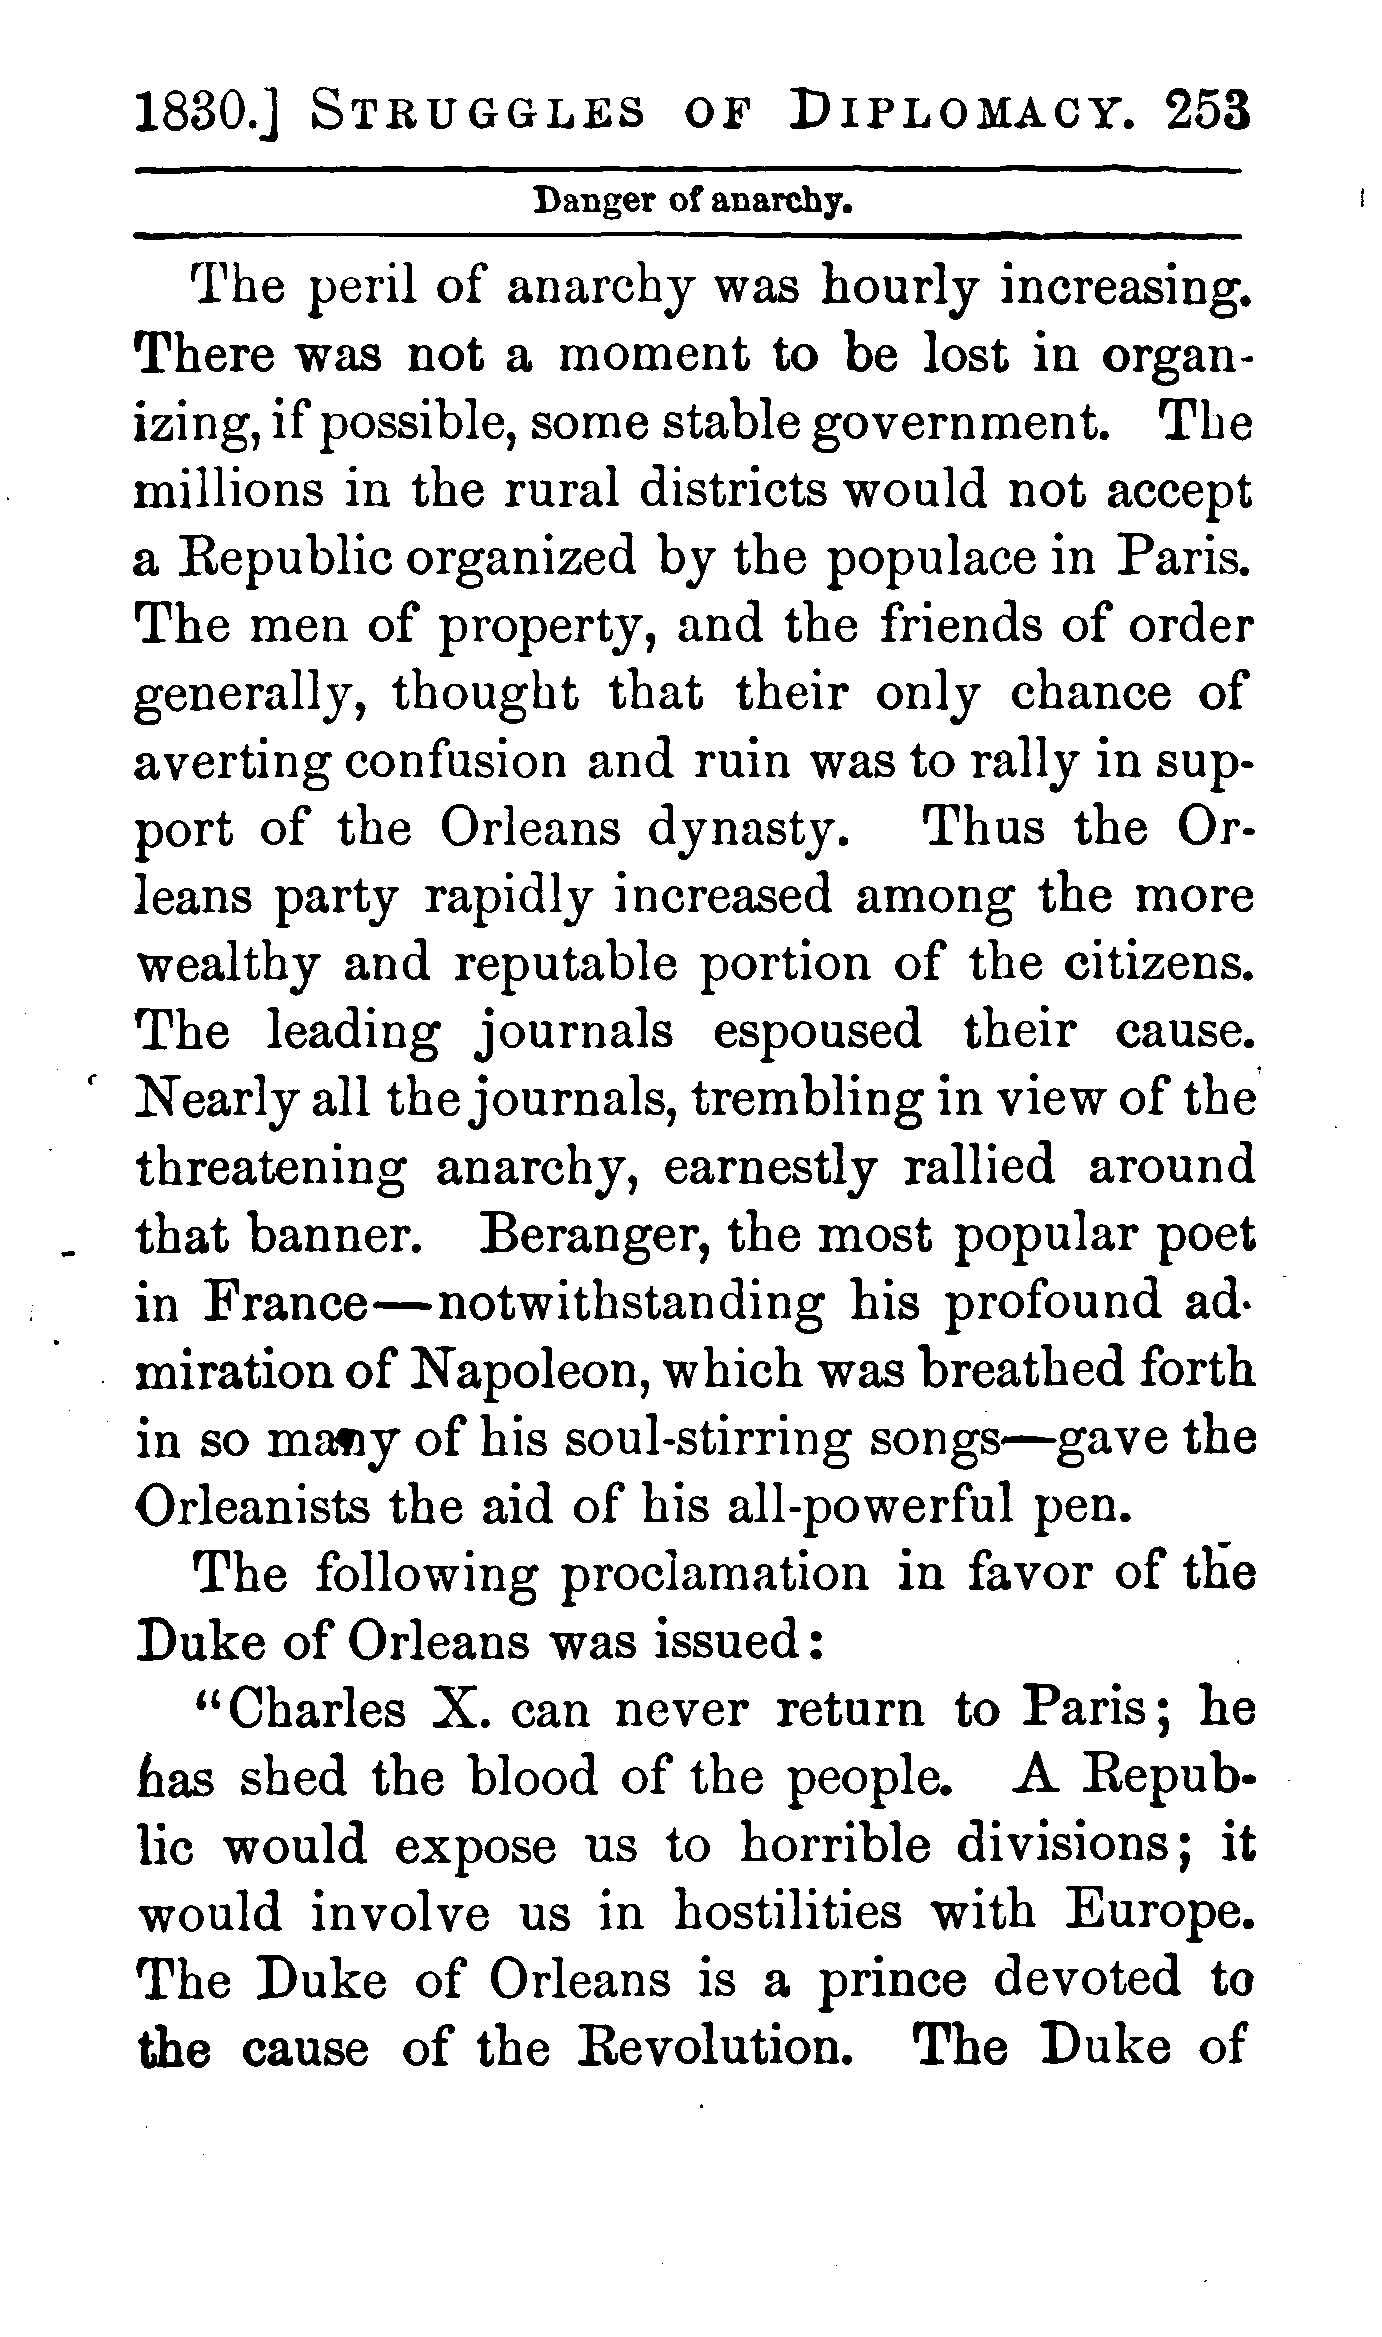 1830.] STRUGGLES OF DIPLOMACY. 253
Danger of anarchy.
The peril of anarchy was hourly increasing.
There was not a moment to be lost in organ-
izing, if possible, some stable government. The
millions in the rural districts would not accept
a Republic organized by the populace in Paris.
The men of property, and the friends of order
generally, thought that their only chance of
averting confusion and ruin was to rally in sup-
port of the Orleans dynasty. Thus the Or-
leans party rapidly increased among the more
wealthy and reputable portion of the citizens.
The leading journals espoused their cause.
Nearly all the journals, trembling in view of the
threatening anarchy, earnestly rallied around
that banner. Beranger, the most popular poet
in France—notwithstanding his profound ad-
miration of Napoleon, which was breathed forth
in so many of his soul-stirring songs—gave the
Orleanists the aid of his all-powerful pen.
The following proclamation in favor of the
Duke of Orleans was issued:
"Charles X. can never return to Paris; he
has shed the blood of the people. A Repub-
lic would expose us to horrible divisions; it
would involve us in hostilities with Europe.
The Duke of Orleans is a prince devoted to
the cause of the Revolution. The Duke of